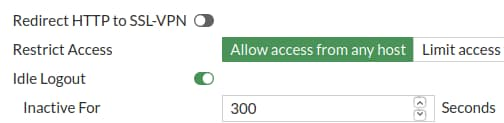 Redirect HTTP to SSL-VPN
Restrict Access Allow access from any host Limit access
Idle Logout
Inactive For 300 Seconds